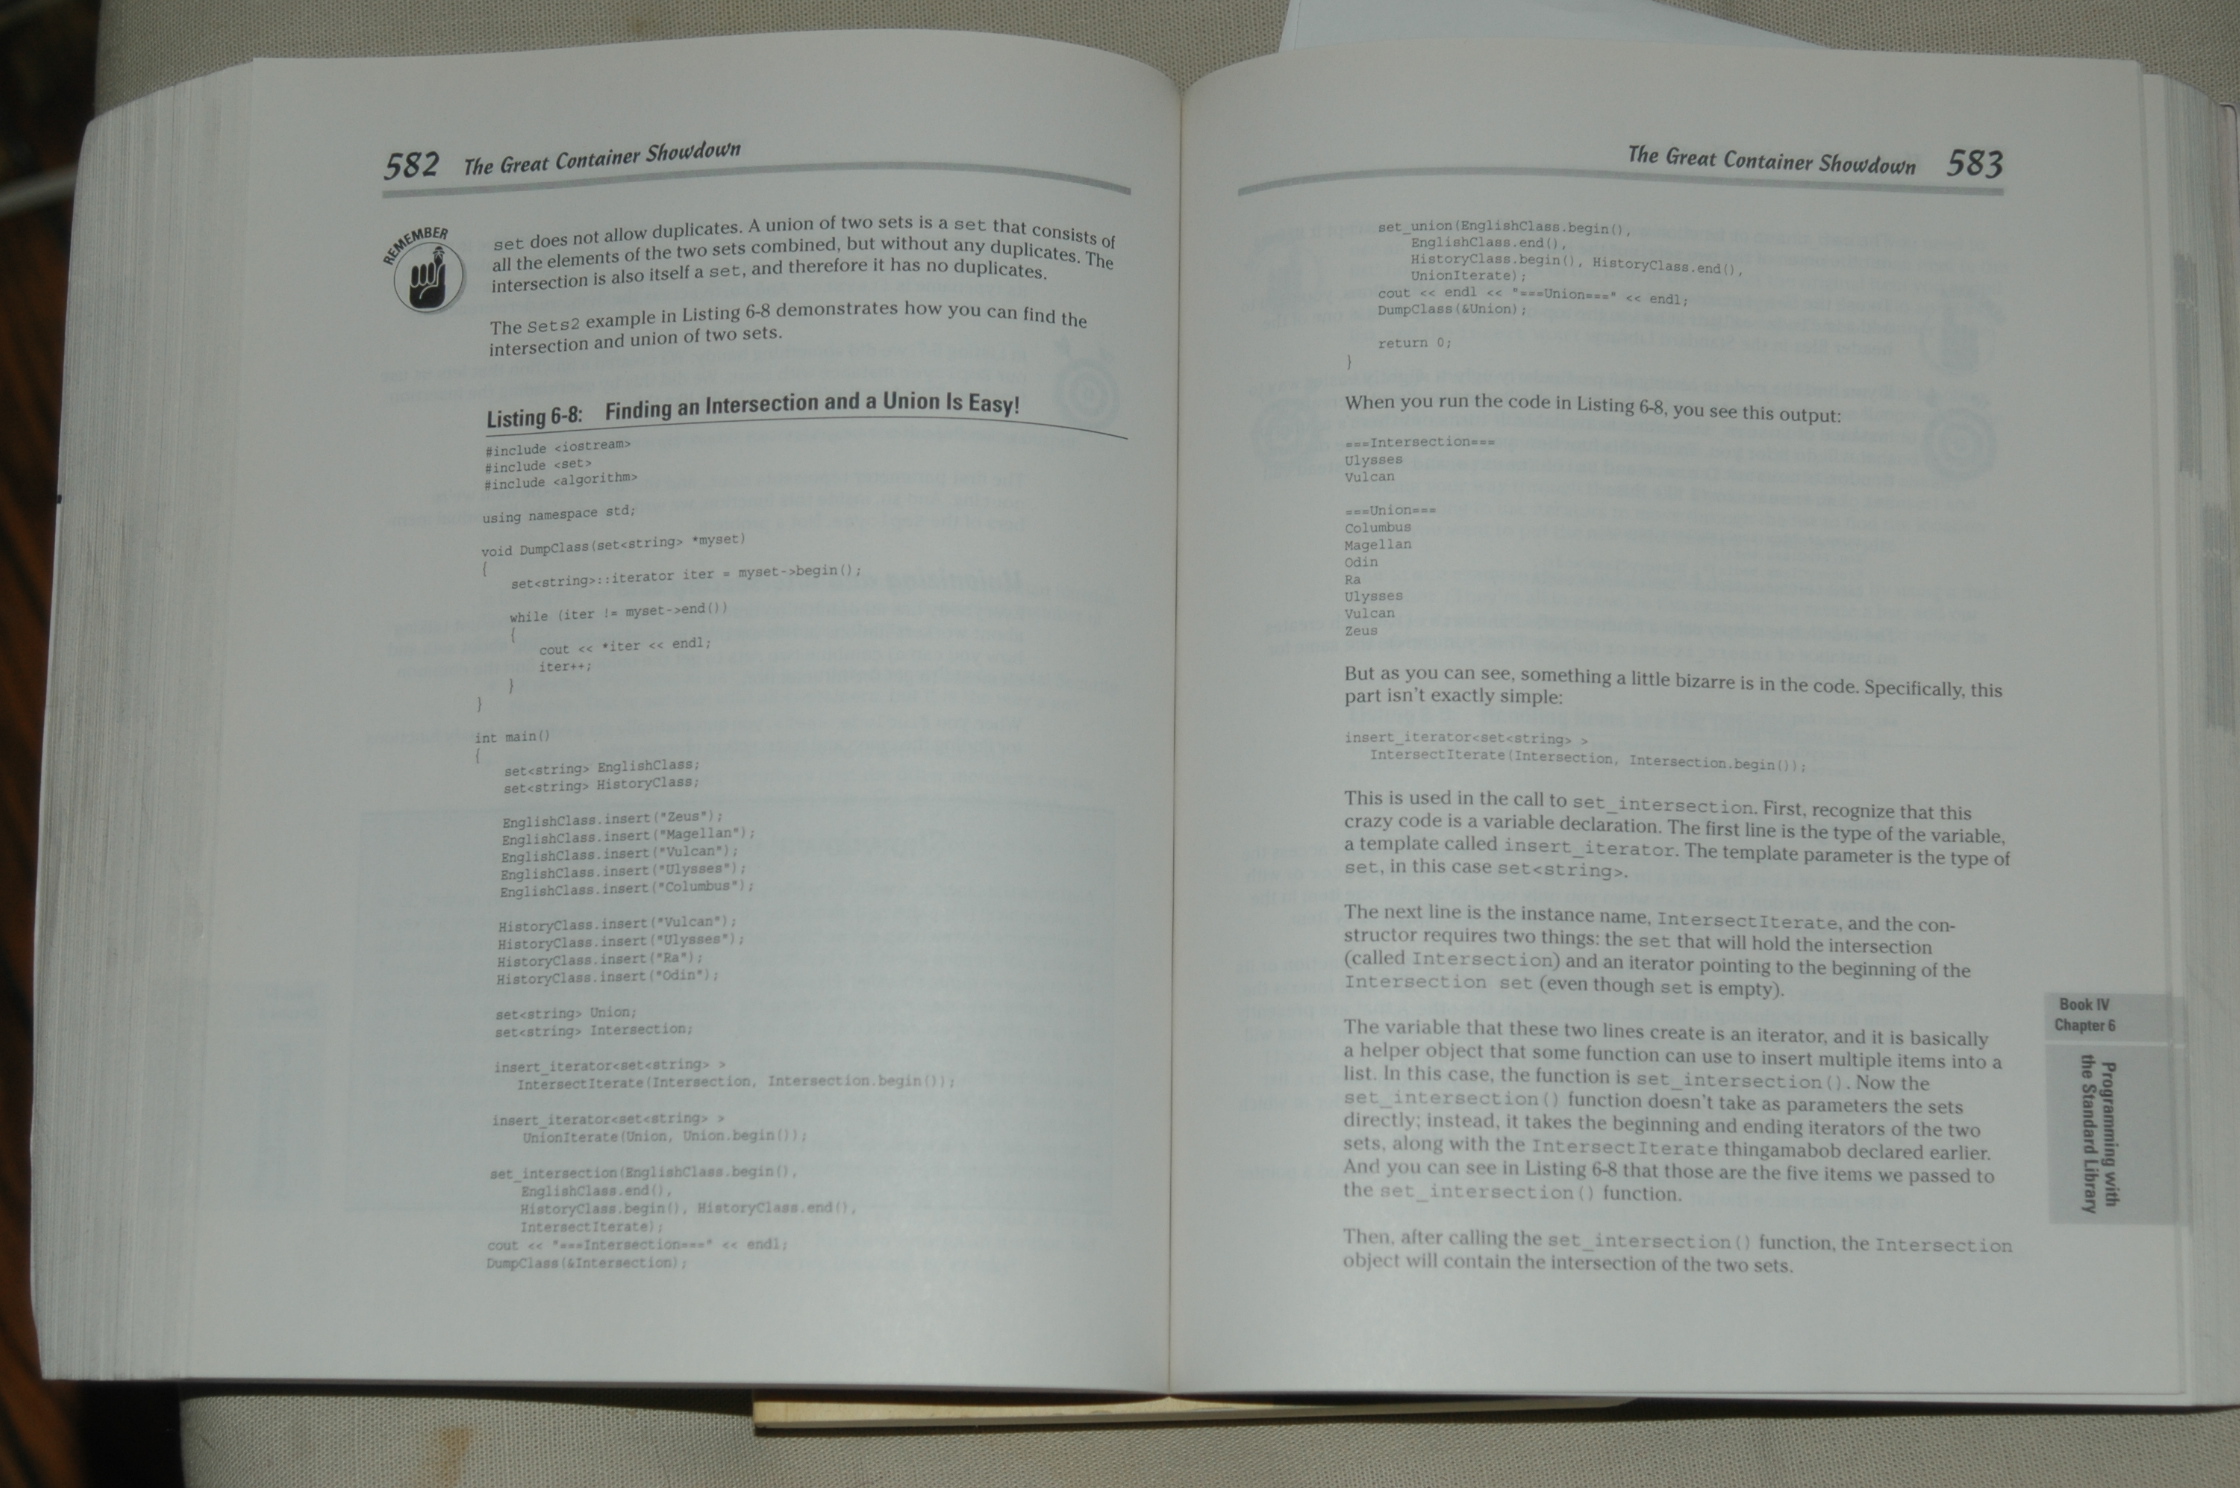 582 The Great Container Showdown
REMEMBER
set does not allow duplicates. A union of two sets is a set that consists of
all the elements of the two sets combined, but without any duplicates. The
intersection is also itself a set, and therefore it has no duplicates.
The Sets2 example in Listing 6-8 demonstrates how you can find the
intersection and union of two sets.
Listing 6-8: Finding an Intersection and a Union Is Easy!
#include <iostream>
#include <set>
#include <algorithm>
using namespace std;
void DumpClass(set<string> *myset)
{
set<string>::iterator iter = myset->begin();
while (iter != myset->end())
{
cout << *iter << endl;
iter++;
}
}
int main()
{
set<string> EnglishClass;
set<string> HistoryClass;
EnglishClass.insert("Zeus");
EnglishClass.insert("Magellan");
EnglishClass.insert("Vulcan");
EnglishClass.insert("Ulysses");
EnglishClass.insert("Columbus");
HistoryClass.insert("Vulcan");
HistoryClass.insert("Ulysses");
HistoryClass.insert("Ra");
HistoryClass.insert("Odin");
set<string> Union;
set<string> Intersection;
insert_iterator<set<string> >
IntersectIterate(Intersection, Intersection.begin());
insert_iterator<set<string> >
UnionIterate(Union, Union.begin());
set_intersection(EnglishClass.begin(),
EnglishClass.end(),
HistoryClass.begin(), HistoryClass.end(),
IntersectIterate);
cout << "===Intersection===" << endl;
DumpClass(&Intersection);
The Great Container Showdown 583
set_union(EnglishClass.begin(),
EnglishClass.end(),
HistoryClass.begin(), HistoryClass.end(),
UnionIterate);
cout << endl << "===Union===" << endl;
DumpClass(&Union);
return 0;
}
When you run the code in Listing 6-8, you see this output:
===Intersection===
Ulysses
Vulcan
===Union===
Columbus
Magellan
Odin
Ra
Ulysses
Vulcan
Zeus
But as you can see, something a little bizarre is in the code. Specifically, this
part isn't exactly simple:
insert_iterator<set<string> >
IntersectIterate(Intersection, Intersection.begin());
This is used in the call to set_intersection. First, recognize that this
crazy code is a variable declaration. The first line is the type of the variable,
a template called insert_iterator. The template parameter is the type of
set, in this case set<string>.
The next line is the instance name, IntersectIterate, and the con-
structor requires two things: the set that will hold the intersection
(called Intersection) and an iterator pointing to the beginning of the
Intersection set (even though set is empty).
The variable that these two lines create is an iterator, and it is basically
a helper object that some function can use to insert multiple items into a
list. In this case, the function is set_intersection(). Now the
set_intersection() function doesn't take as parameters the sets
directly; instead, it takes the beginning and ending iterators of the two
sets, along with the IntersectIterate thingamabob declared earlier.
And you can see in Listing 6-8 that those are the five items we passed to
the set_intersection() function.
Then, after calling the set_intersection() function, the Intersection
object will contain the intersection of the two sets.
Book IV
Chapter 6
Programming with
the Standard Library